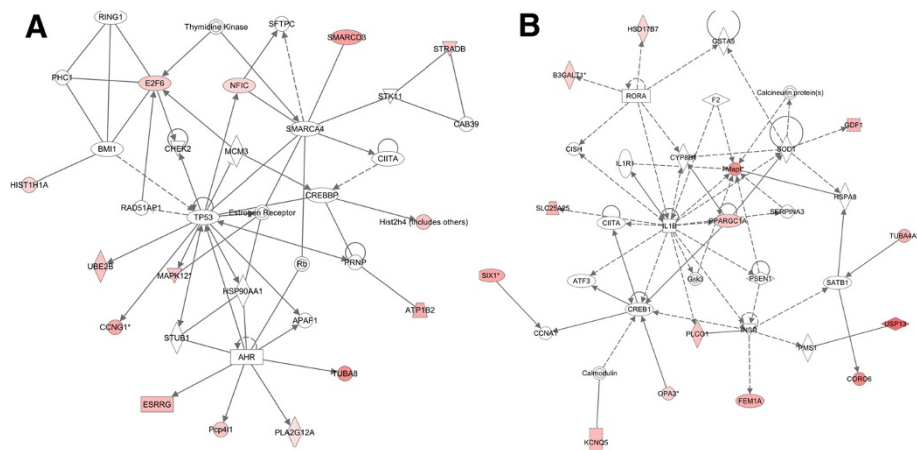 A
RING1
Thymidine Kinase
SFTPC
SMARCD3
STRADB
PHC1
E2F6
NFIC
STK11
CAB39
SMARCA4
BMI1
CHEK2
MCM3
CIITA
HIST1H1A
CREBBP
RAD51AP1
TP53
Estrogen Receptor
Hist2h4 (includes others)
UBE2B
MAPK12*
Rb
PRNP
HSP90AA1
ATP1B2
CCNG1*
APAF1
STUB1
AHR
TUBA8
ESRRG
Pcp4l1
PLA2G12A
B
HSD17B7
GSTA5
B3GALT1*
RORA
F2
Calcineurin protein(s)
GDF1
CISH
IL1R1
CYP8B1
SOD1
Mapt*
HSPA8
SLC25A25
CIITA
IL1B
PPARGC1A
SERPINA3
TUBA4A
SIX1*
ATF3
Gsk3
PSEN1
SATB1
CREB1
CCNA1
PLCG1
INSR
PMS1
USP13
Calmodulin
OPA3*
FEM1A
CORO6
KCNQ5